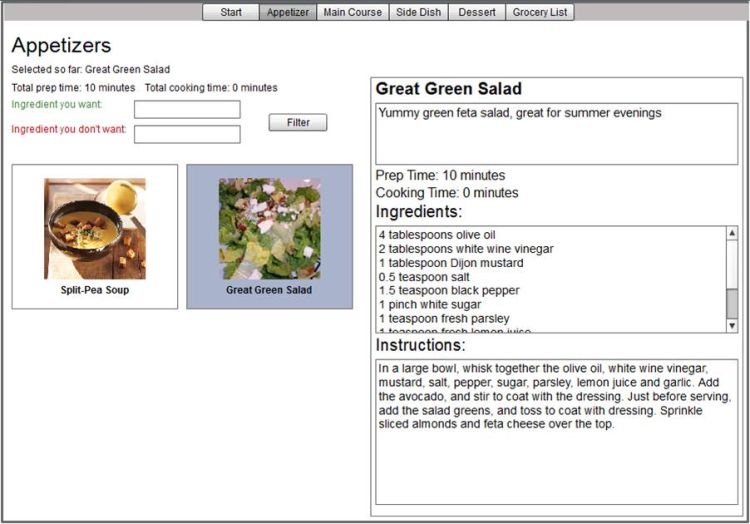 Start Appetizer Main Course Side Dish Dessert Grocery List
Appetizers
Selected so far: Great Green Salad
Total prep time: 10 minutes Total cooking time: 0 minutes
Ingredient you want:
Ingredient you don't want:
Filter
Split-Pea Soup
Great Green Salad
Great Green Salad
Yummy green feta salad, great for summer evenings
Prep Time: 10 minutes
Cooking Time: 0 minutes
Ingredients:
4 tablespoons olive oil
2 tablespoons white wine vinegar
1 tablespoon Dijon mustard
0.5 teaspoon salt
1.5 teaspoon black pepper
1 pinch white sugar
1 teaspoon fresh parsley
1 teaspoon fresh lemon juice
Instructions:
In a large bowl, whisk together the olive oil, white wine vinegar,
mustard, salt, pepper, sugar, parsley, lemon juice and garlic. Add
the avocado, and stir to coat with the dressing. Just before serving,
add the salad greens, and toss to coat with dressing. Sprinkle
sliced almonds and feta cheese over the top.